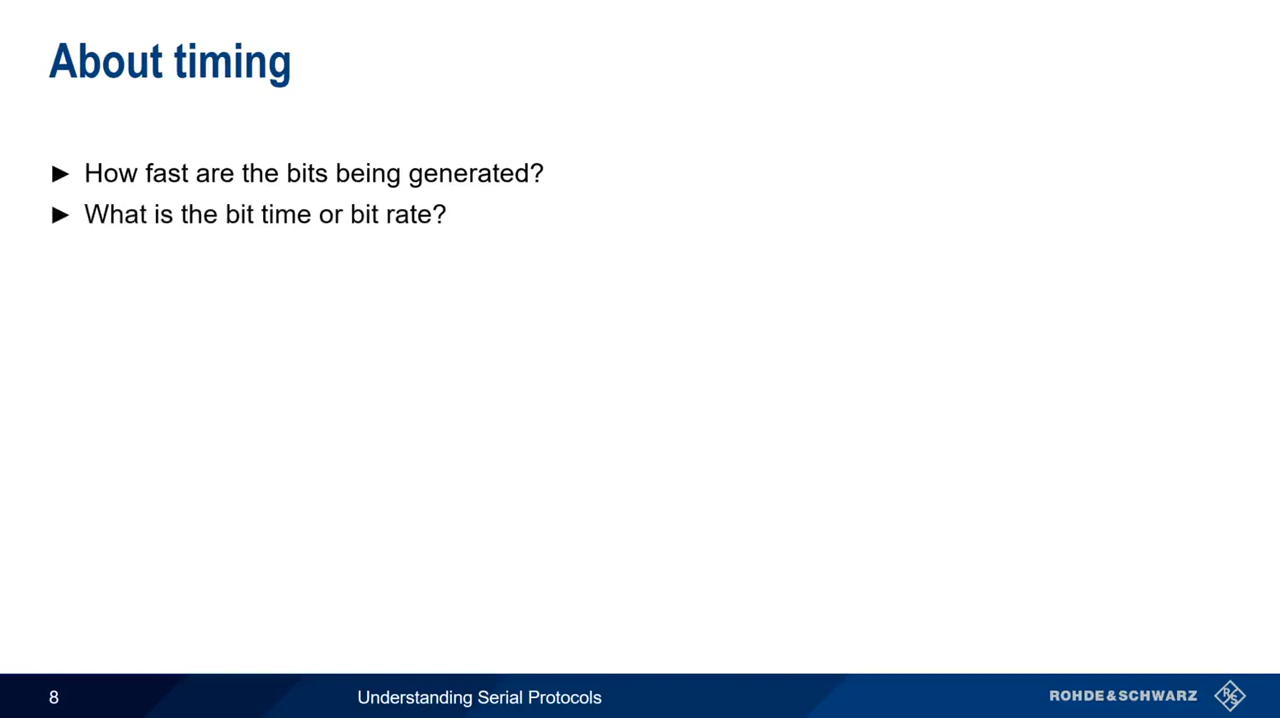 About timing
► How fast are the bits being generated?
► What is the bit time or bit rate?
8
Understanding Serial Protocols
ROHDE&SCHWARZ
R&S